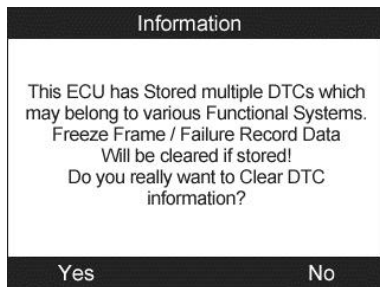 Information
This ECU has Stored multiple DTCs which
may belong to various Functional Systems.
Freeze Frame / Failure Record Data
Will be cleared if stored!
Do you really want to Clear DTC
information?
Yes No